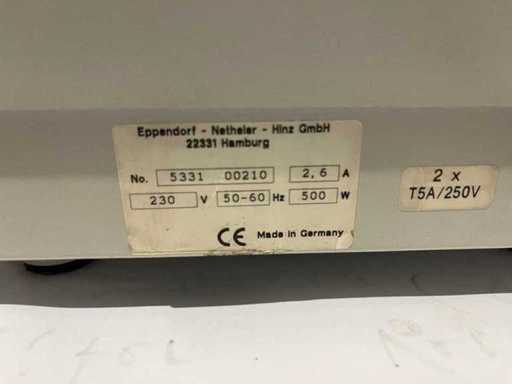 Eppendorf - Netheler - Hinz GmbH
22331 Hamburg
No. 5331 00210 2,6 A
230 V 50-60 Hz 500 W
CE Made in Germany
2 x
T5A/250V